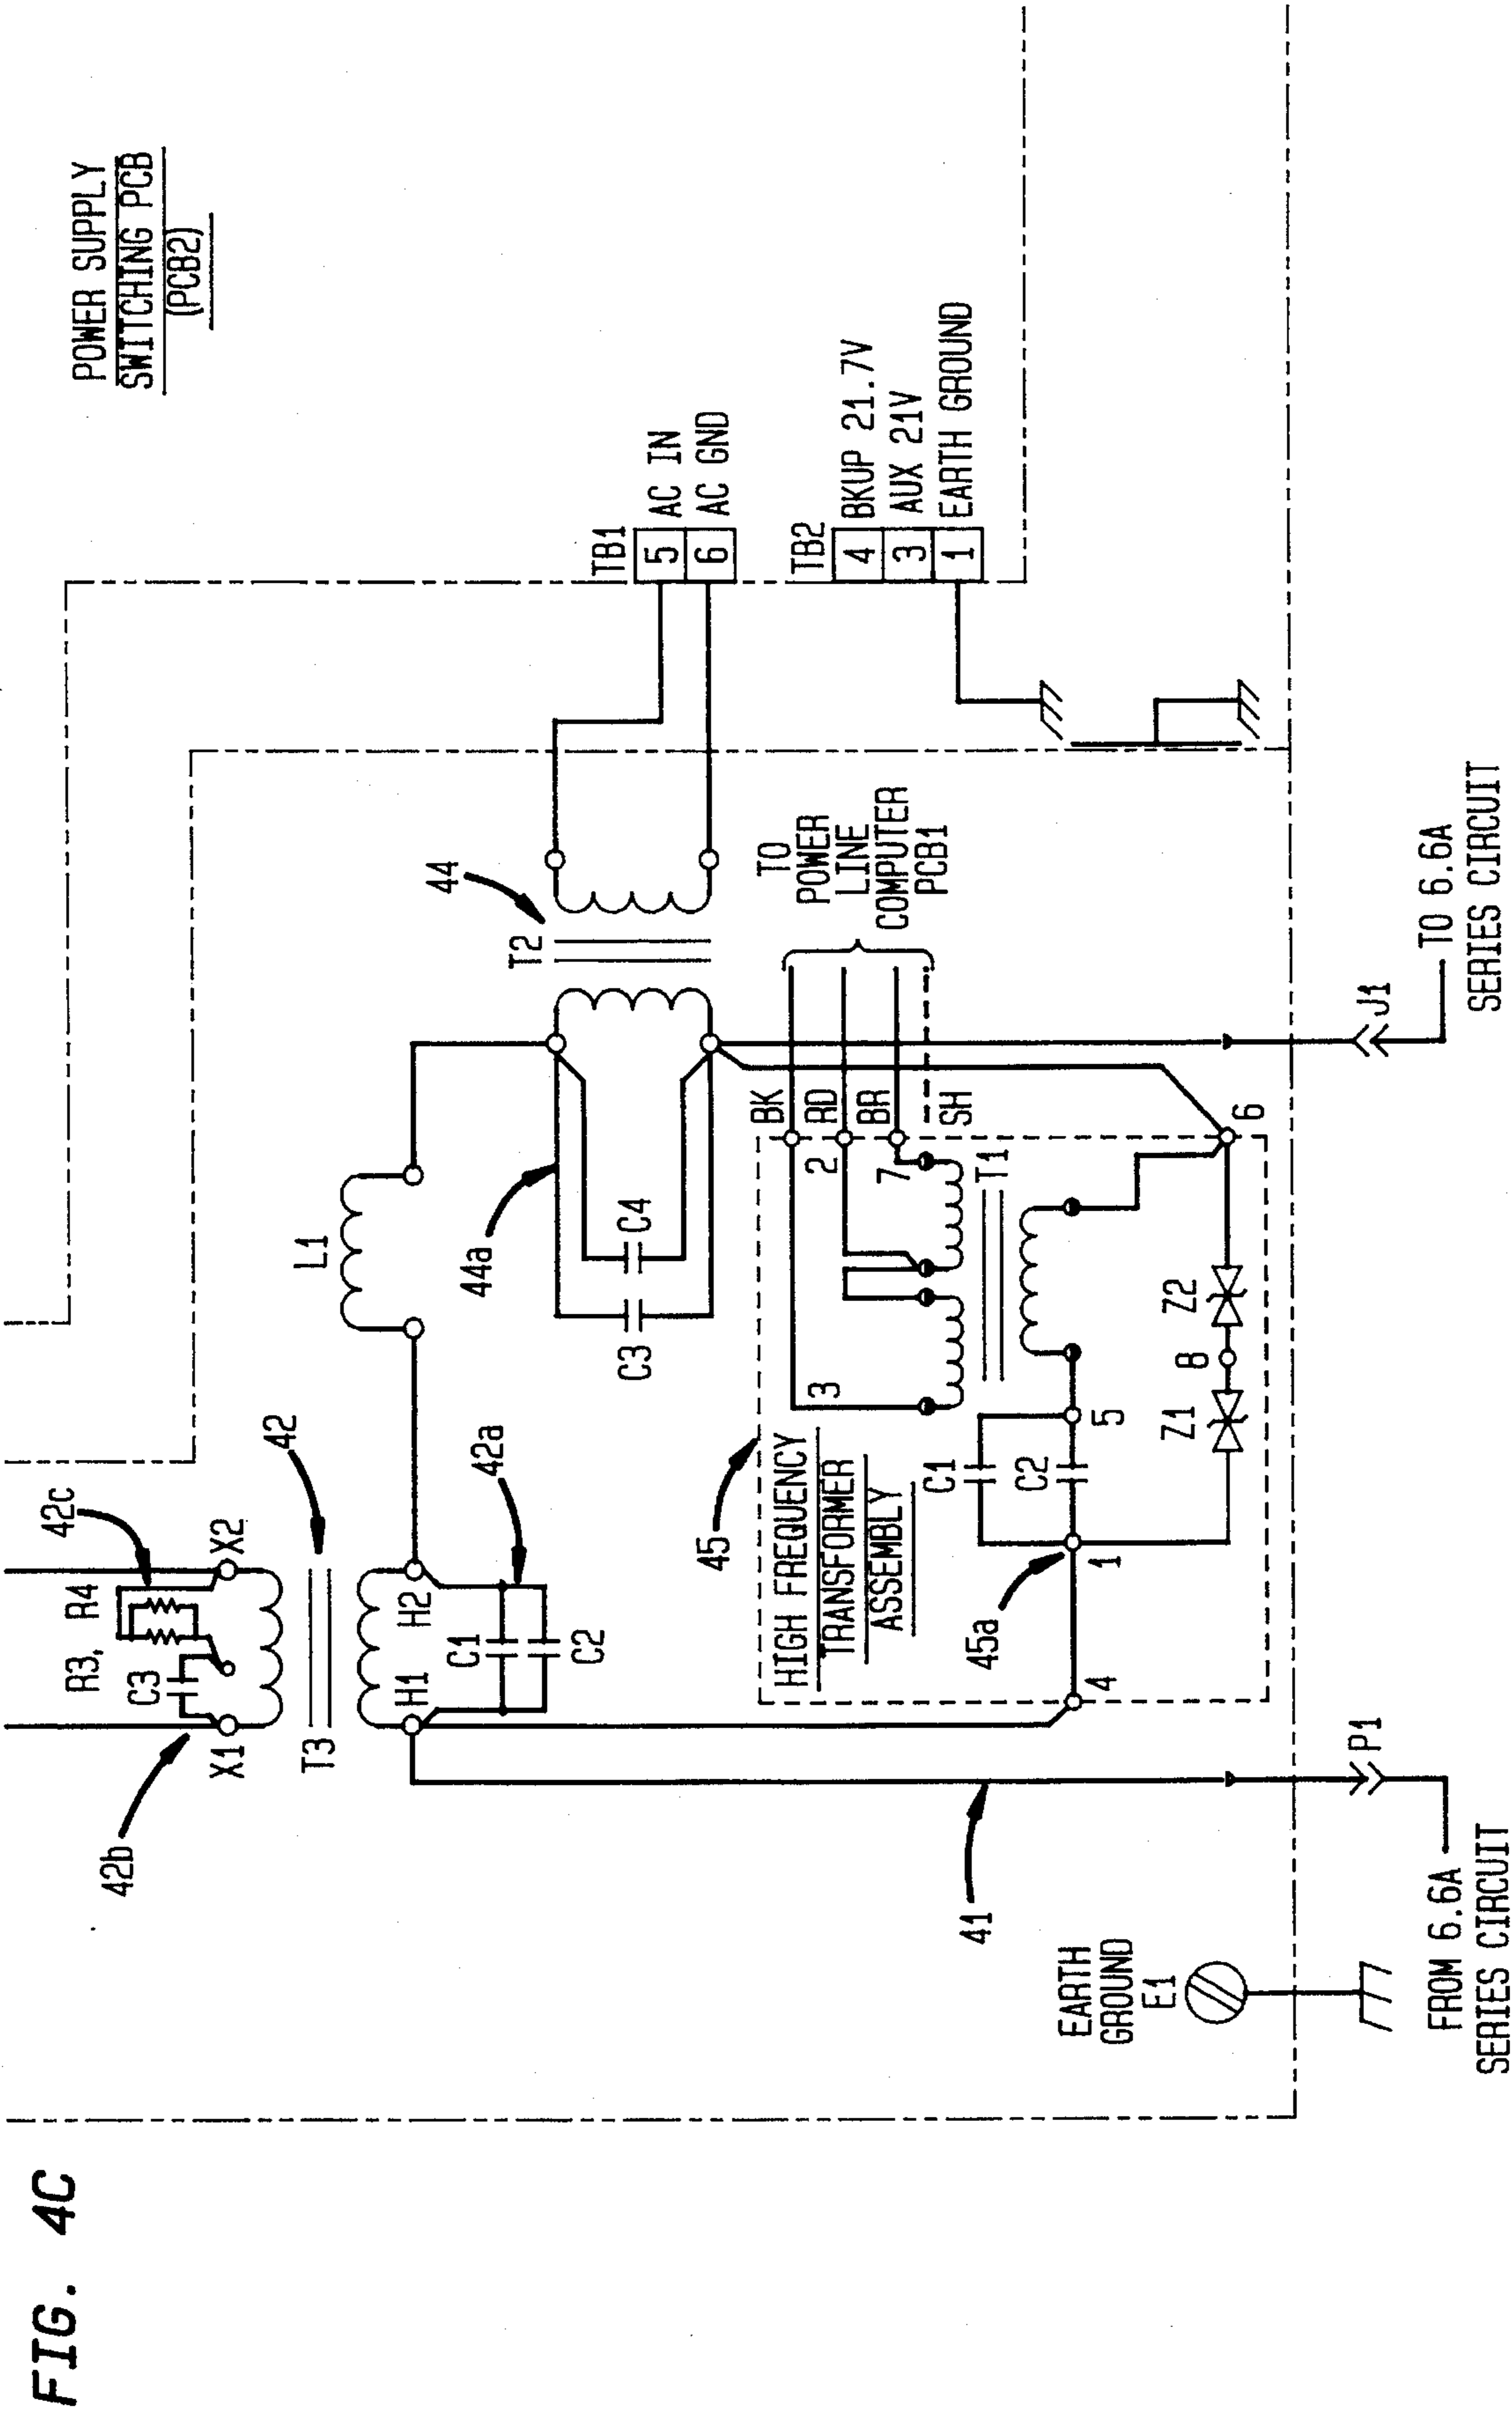 FIG. 4C
POWER SUPPLY
SWITCHING PCB
(PCB2)
42b
42c
R3, R4
C3
X1
X2
T3
42
L1
H1
H2
C1
C2
42a
44a
C3
C4
T2
44
TB1
5
AC IN
6
AC GND
TB2
4
BKUP 21.7V
3
AUX 21V
1
EARTH GROUND
TO
POWER
LINE
COMPUTER
PCB1
BK
RD
BR
SH
45
HIGH FREQUENCY
TRANSFORMER
ASSEMBLY
3
2
7
T1
C1
C2
45a
4
1
5
6
Z1
B
Z2
41
EARTH
GROUND
E1
P1
J1
FROM 6.6A
SERIES CIRCUIT
TO 6.6A
SERIES CIRCUIT